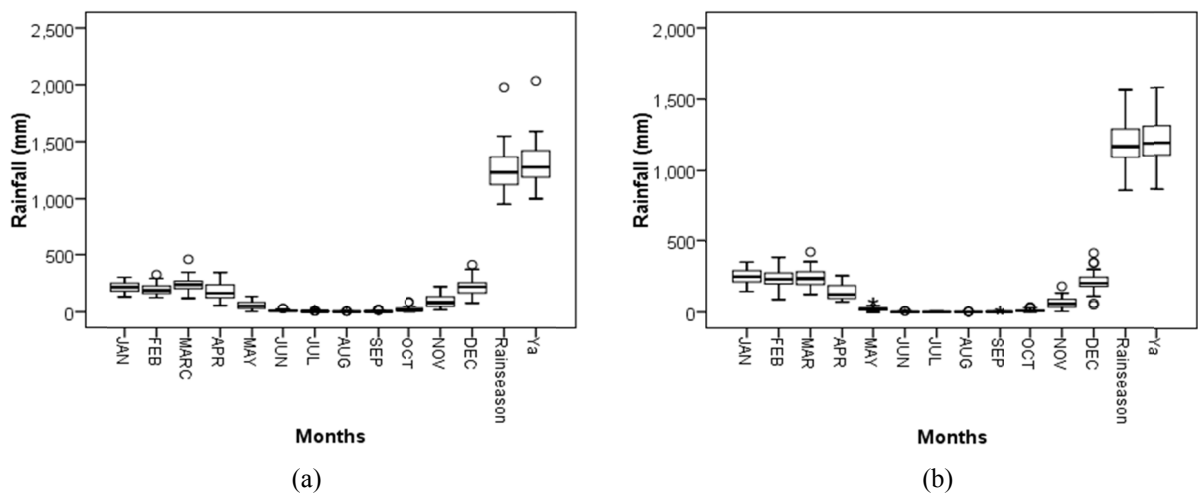 2,500
2,000
1,500
1,000
500
0
Rainfall (mm)
JAN
FEB
MARC
APR
MAY
JUN
JUL
AUG
SEP
OCT
NOV
DEC
Rainseason
Ya
Months
(a)
2,000
1,500
1,000
500
0
Rainfall (mm)
JAN
FEB
MAR
APR
MAY
JUN
JUL
AUG
SEP
OCT
NOV
DEC
Rainseason
Ya
Months
(b)